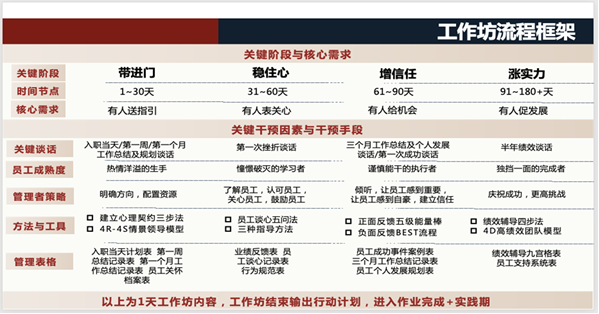 工作坊流程框架
关键阶段与核心需求
关键阶段 带进门 稳住心 增信任 涨实力
时间节点 1~30天 31~60天 61~90天 91~180+天
核心需求 有人送指引 有人表关心 有人给机会 有人促发展
关键干预因素与干预手段
关键谈话 入职当天/第一周/第一个月 第一次挫折谈话 三个月工作总结及个人发展 半年绩效谈话
工作总结及规划谈话 谈话/第一次成功谈话
员工成熟度 热情洋溢的生手 憧憬破灭的学习者 谨慎能干的执行者 独挡一面的完成者
管理者策略 明确方向，配置资源 了解员工，认可员工， 倾听，让员工感到重要， 庆祝成功，更高挑战
关心员工，鼓励员工 让员工感到自豪，建立信任
方法与工具 建立心理契约三步法 员工谈心五问法 正面反馈五级能量棒 绩效辅导四步法
4R-4S情景领导模型 三种指导方法 负面反馈BEST流程 4D高绩效团队模型
管理表格 入职当天计划表 第一周 业绩反馈表 员 员工成功事件案例表 绩效辅导九宫格表
总结记录表 第一个月工 工谈心记录表 三个月工作总结记录表 员工支持系统表
作总结记录表 员工关怀 行为规范表 员工个人发展规划表
档案表
以上为1天工作坊内容，工作坊结束输出行动计划，进入作业完成+实践期